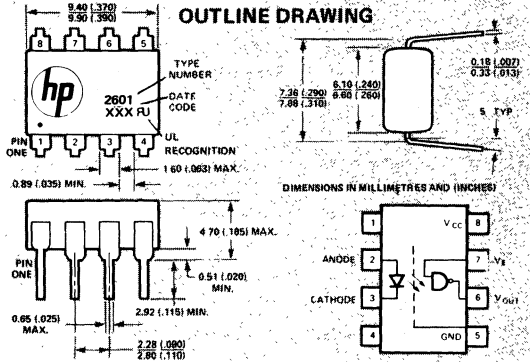 OUTLINE DRAWING
9.40 (.370)
9.90 (.390)
8 7 6 5
hp
TYPE
NUMBER
2601
DATE
CODE
XXX RU
UL
RECOGNITION
PIN
ONE
1 2 3 4
1.60 (.063) MAX.
0.89 (.035) MIN.
0.18 (.007)
0.33 (.013)
7.36 (.290)
7.88 (.310)
6.10 (.240)
6.60 (.260)
5 TYP
DIMENSIONS IN MILLIMETRES AND (INCHES)
4.70 (.185) MAX.
PIN
ONE
0.51 (.020)
MIN.
2.92 (.115) MIN.
0.65 (.025)
MAX.
2.28 (.090)
2.80 (.110)
1
VCC 8
ANODE 2
7 VE
CATHODE 3
6 VOUT
4
GND 5